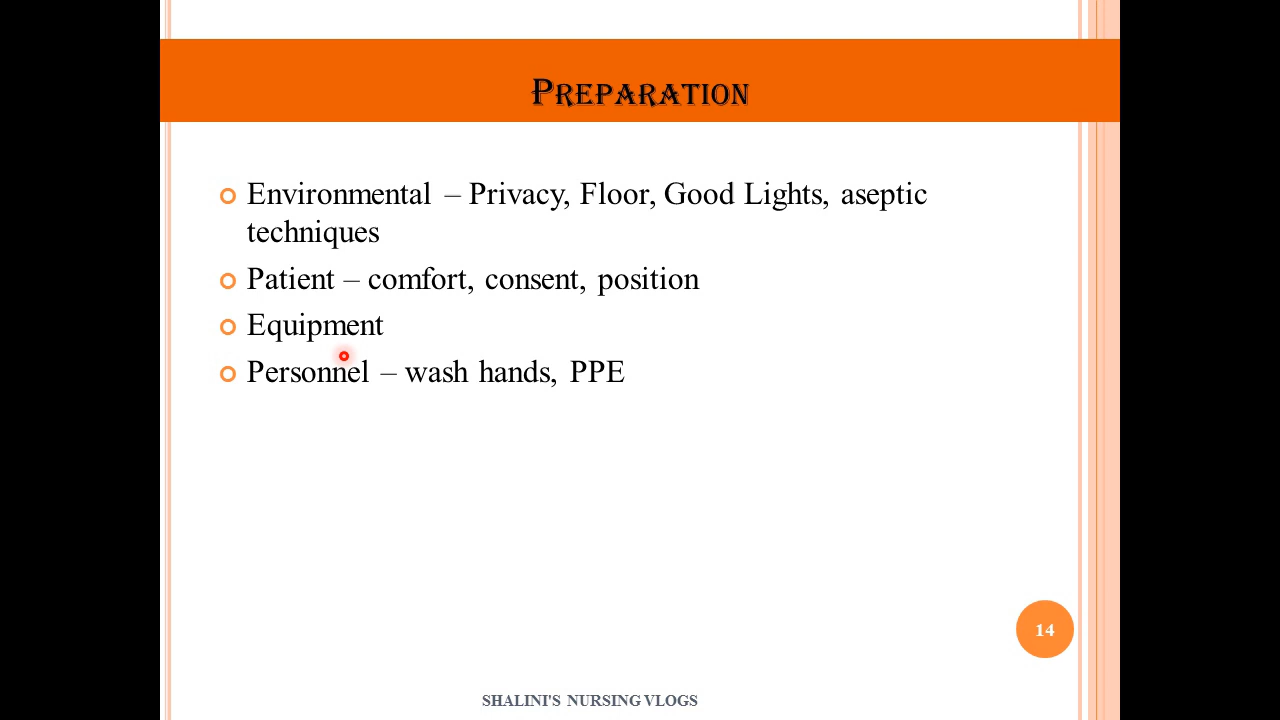 PREPARATION
Environmental – Privacy, Floor, Good Lights, aseptic
techniques
Patient – comfort, consent, position
Equipment
Personnel – wash hands, PPE
14
SHALINI'S NURSING VLOGS